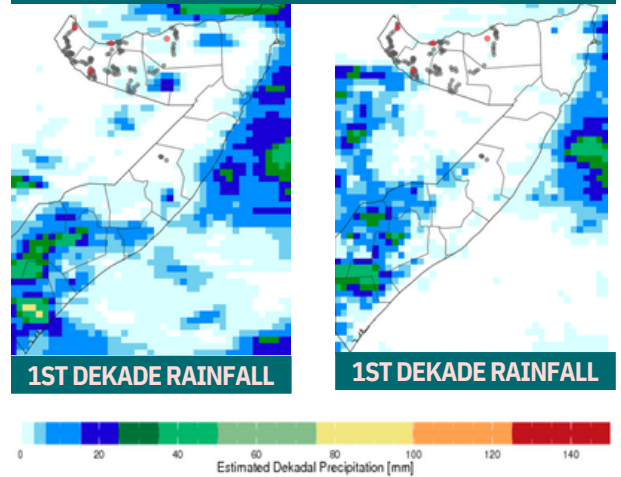 1ST DEKADE RAINFALL
1ST DEKADE RAINFALL
0 20 40 60 80 100 120 140
Estimated Dekadal Precipitation [mm]